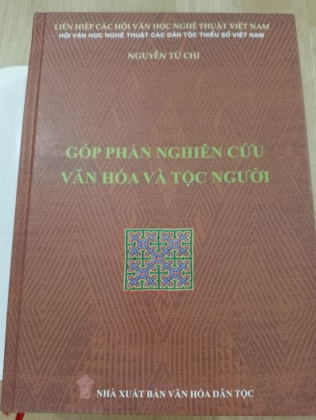 LIÊN HIỆP CÁC HỘI VĂN HỌC NGHỆ THUẬT VIỆT NAM
HỘI VĂN HỌC NGHỆ THUẬT CÁC DÂN TỘC THIỂU SỐ VIỆT NAM
NGUYỄN TỪ CHI
GÓP PHẦN NGHIÊN CỨU
VĂN HÓA VÀ TỘC NGƯỜI
NHÀ XUẤT BẢN VĂN HÓA DÂN TỘC